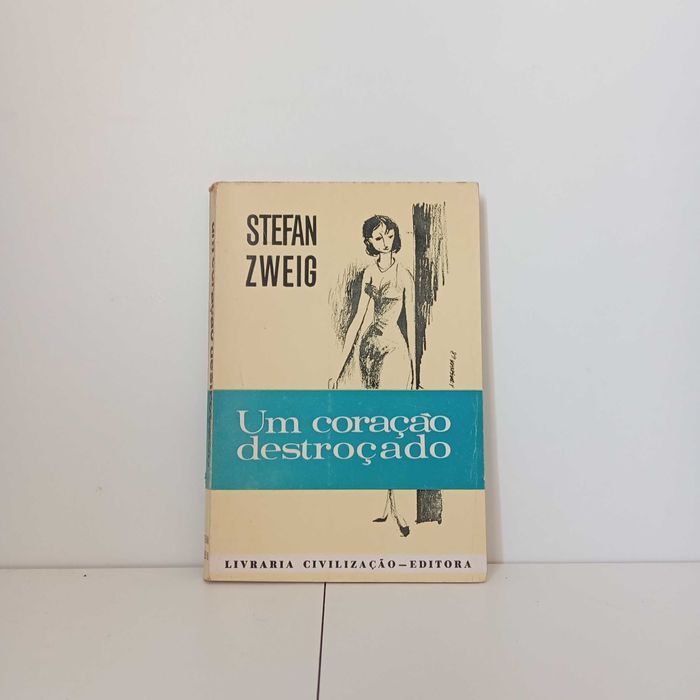 STEFAN
ZWEIG
Um coração
destroçado
LIVRARIA CIVILIZAÇÃO—EDITORA